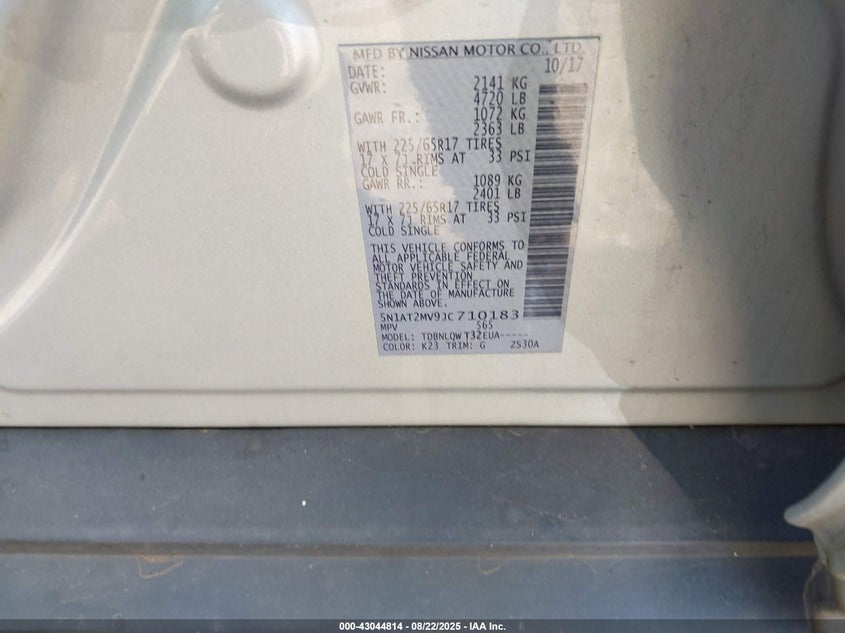 MFD BY NISSAN MOTOR CO., LTD.
DATE: 10/17
GVWR: 2141 KG
4720 LB
GAWR FR.: 1072 KG
2363 LB
WITH 225/65R17 TIRES
17 X 7J RIMS AT 33 PSI
COLD SINGLE
GAWR RR.: 1089 KG
2401 LB
WITH 225/65R17 TIRES
17 X 7J RIMS AT 33 PSI
COLD SINGLE
THIS VEHICLE CONFORMS TO
ALL APPLICABLE FEDERAL
MOTOR VEHICLE SAFETY AND
THEFT PREVENTION
STANDARDS IN EFFECT ON
THE DATE OF MANUFACTURE
SHOWN ABOVE.
5N1AT2MV9JC710183
MPV S65
MODEL: TDBNLQW T32EUA-----
COLOR: K23 TRIM: G ZS30A
000-43044814 - 08/22/2025 - IAA Inc.